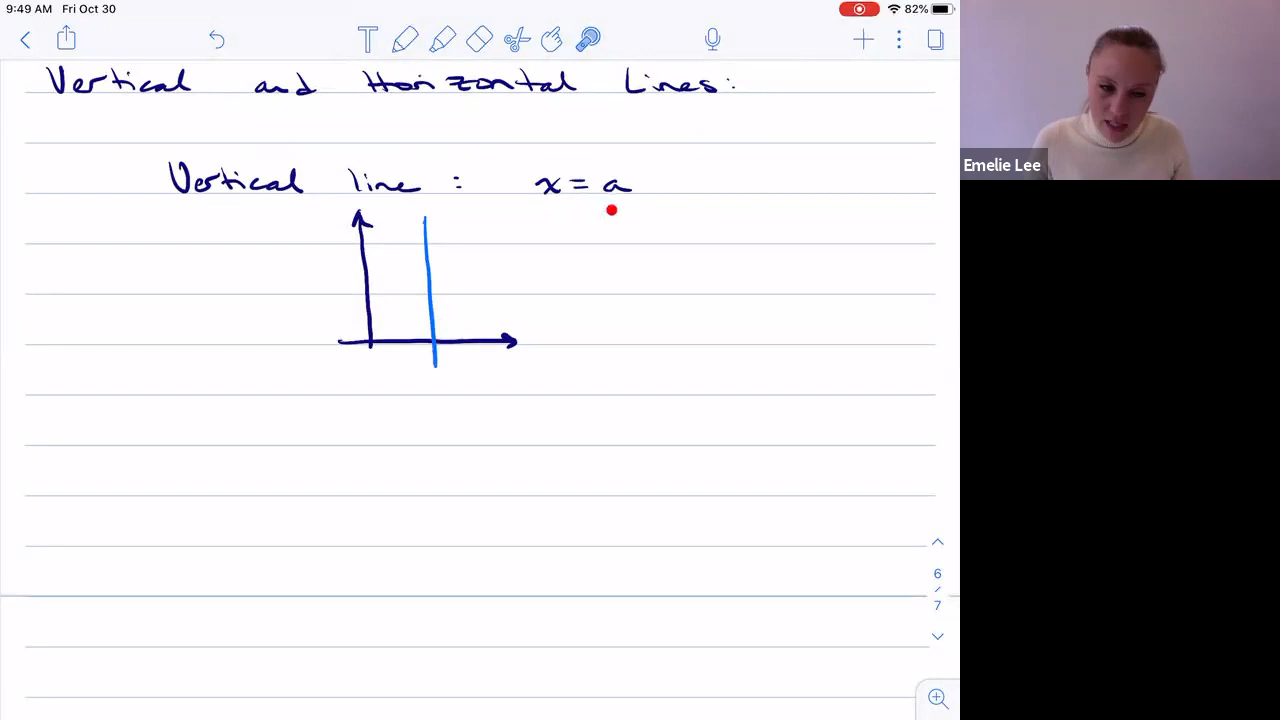 9:49 AM Fri Oct 30
82%
T
Vertical and Horizontal Lines:
Emelie Lee
Vertical line : x = a
6
/
7